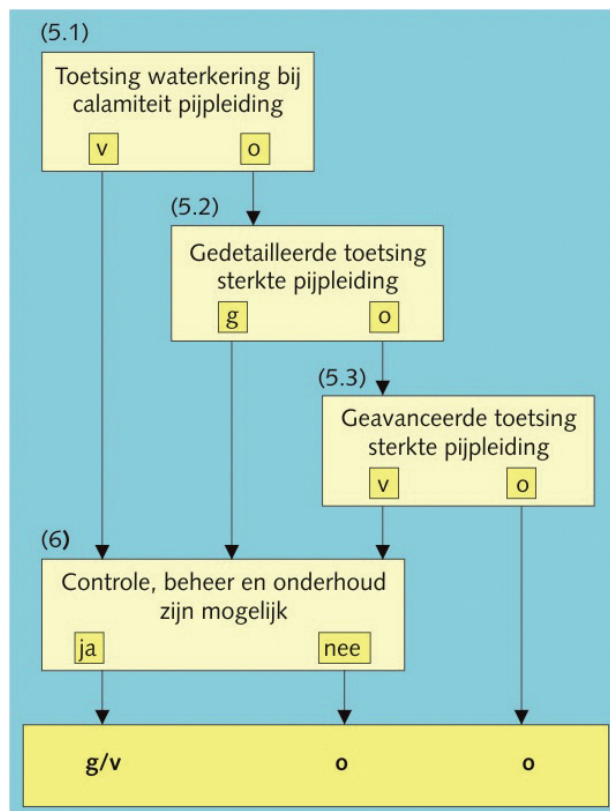 (5.1)
Toetsing waterkering bij
calamiteit pijpleiding
v o
(5.2)
Gedetailleerde toetsing
sterkte pijpleiding
g o
(5.3)
Geavanceerde toetsing
sterkte pijpleiding
v o
(6)
Controle, beheer en onderhoud
zijn mogelijk
ja nee
g/v o o